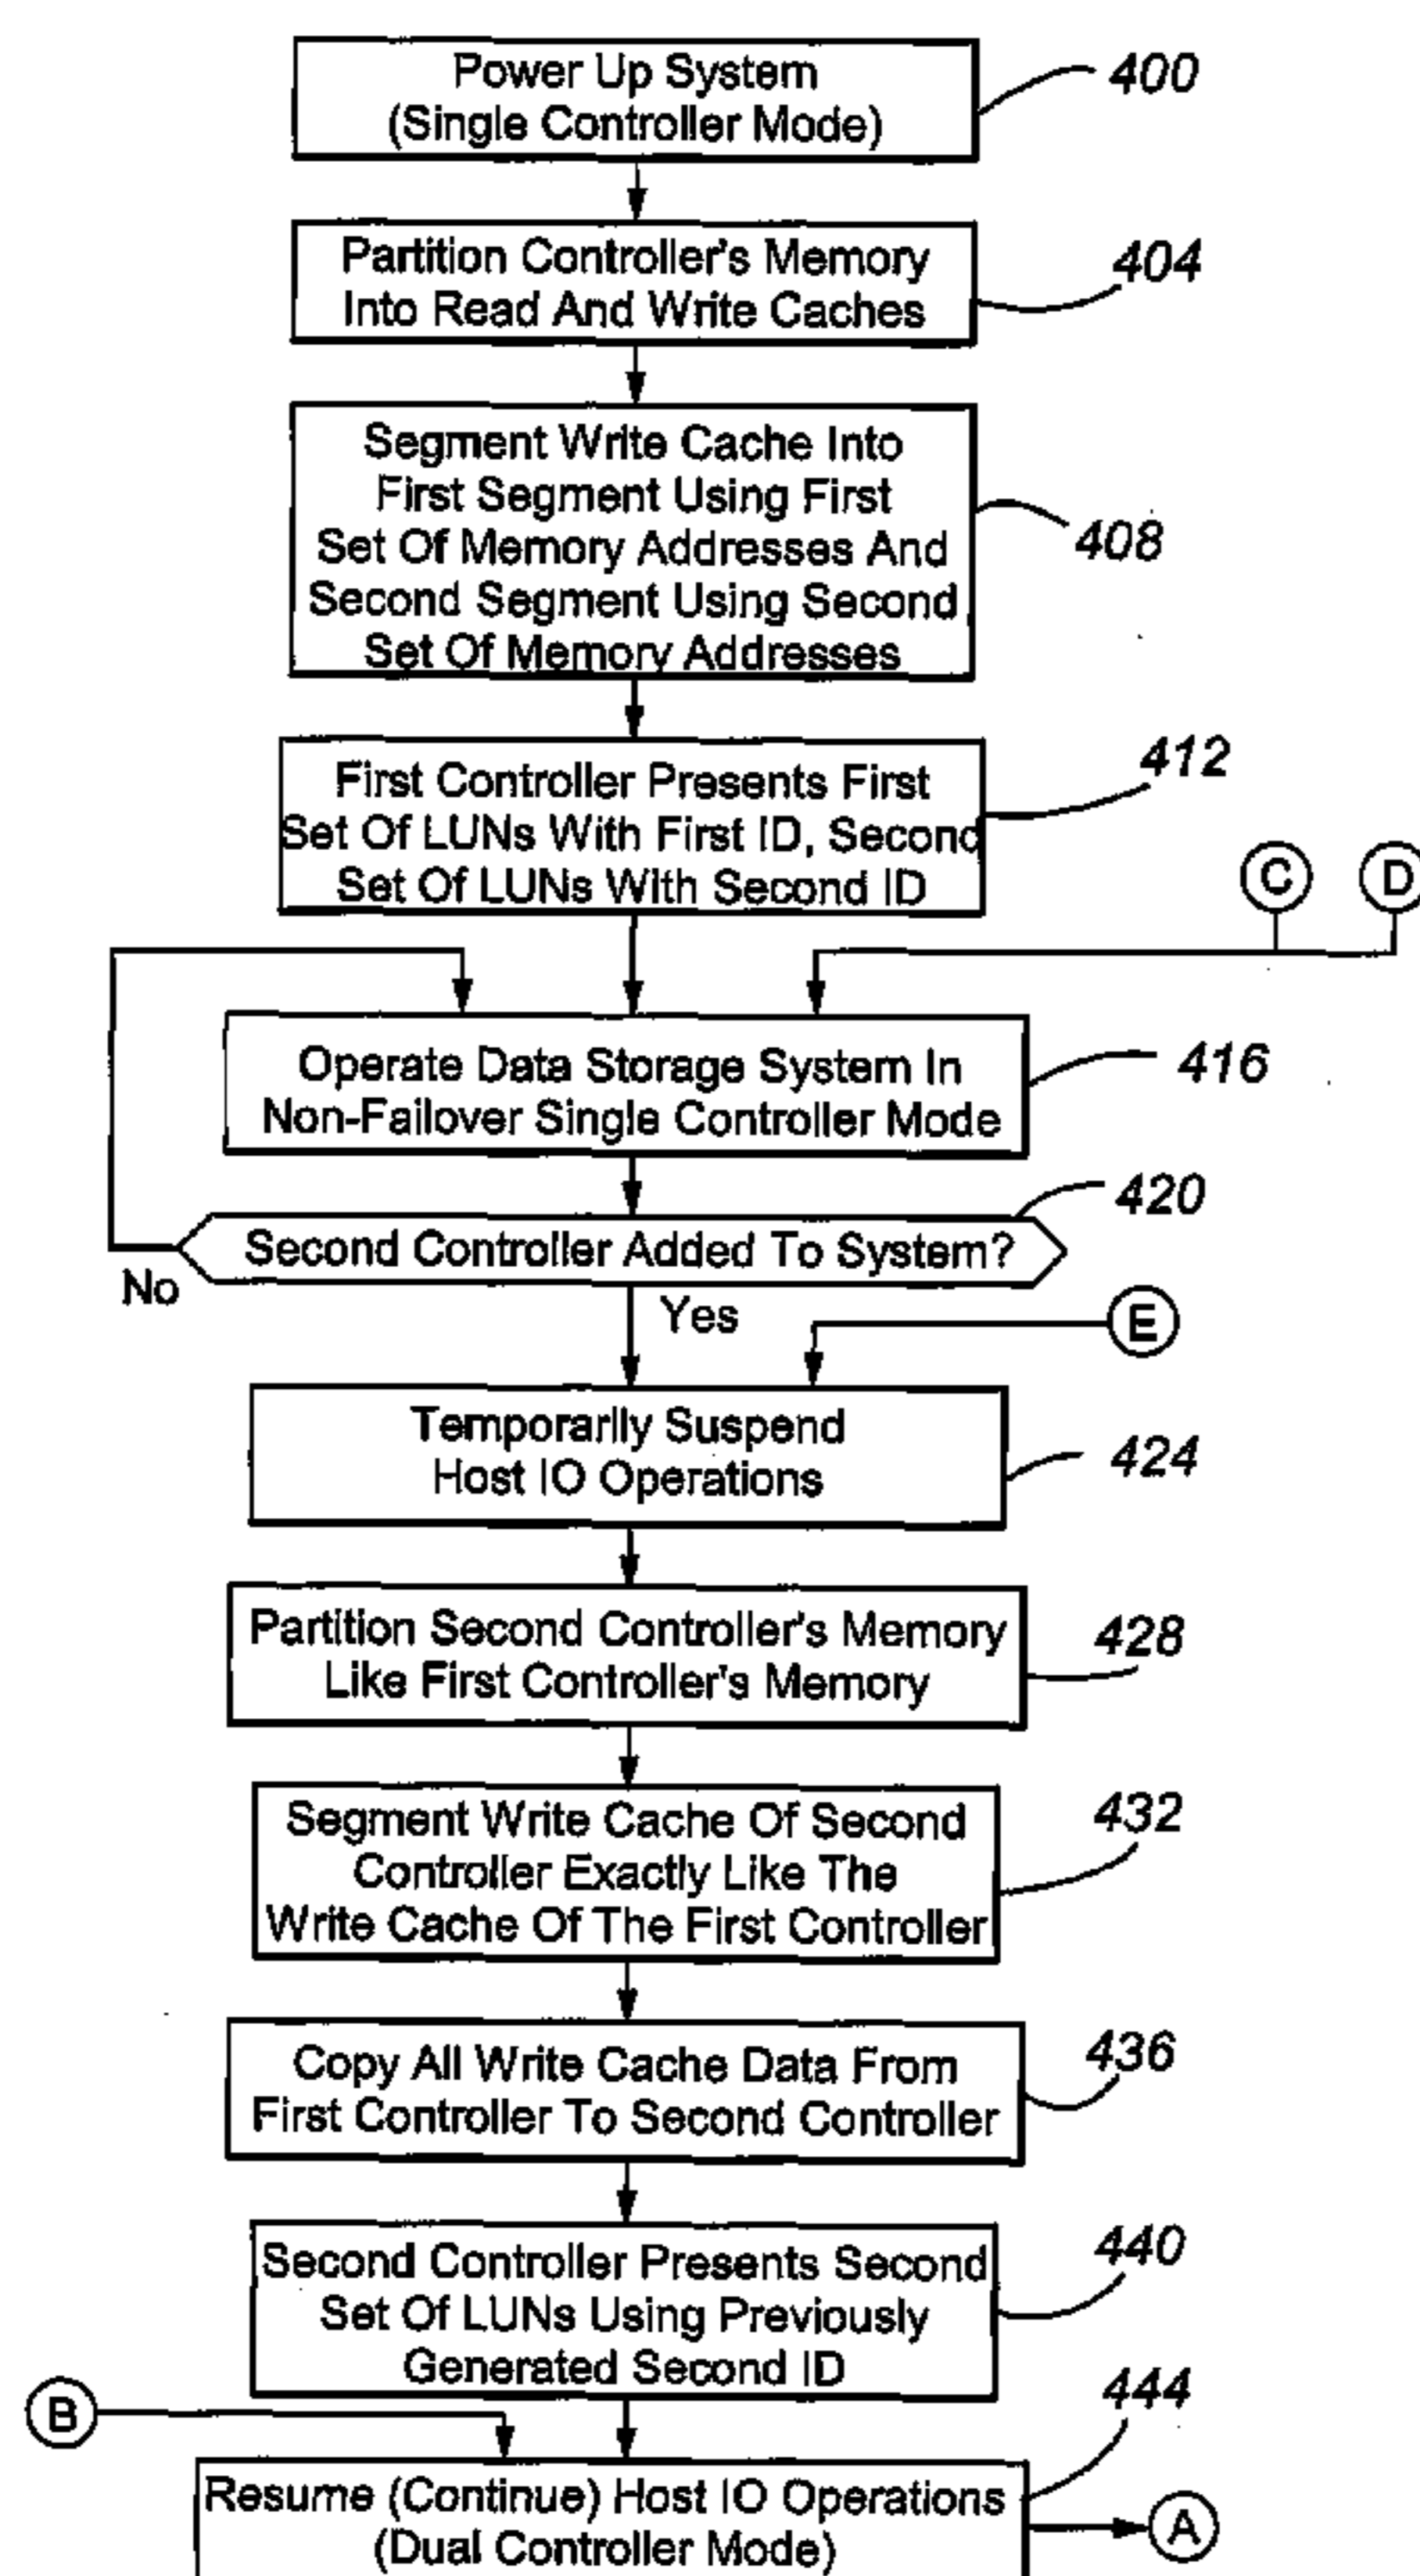 Power Up System
(Single Controller Mode)
400
Partition Controller's Memory
Into Read And Write Caches
404
Segment Write Cache Into
First Segment Using First
Set Of Memory Addresses And
Second Segment Using Second
Set Of Memory Addresses
408
First Controller Presents First
Set Of LUNs With First ID, Second
Set Of LUNs With Second ID
412
C
D
Operate Data Storage System In
Non-Failover Single Controller Mode
416
Second Controller Added To System?
420
No
Yes
E
Temporarily Suspend
Host IO Operations
424
Partition Second Controller's Memory
Like First Controller's Memory
428
Segment Write Cache Of Second
Controller Exactly Like The
Write Cache Of The First Controller
432
Copy All Write Cache Data From
First Controller To Second Controller
436
Second Controller Presents Second
Set Of LUNs Using Previously
Generated Second ID
440
B
Resume (Continue) Host IO Operations
(Dual Controller Mode)
444
A